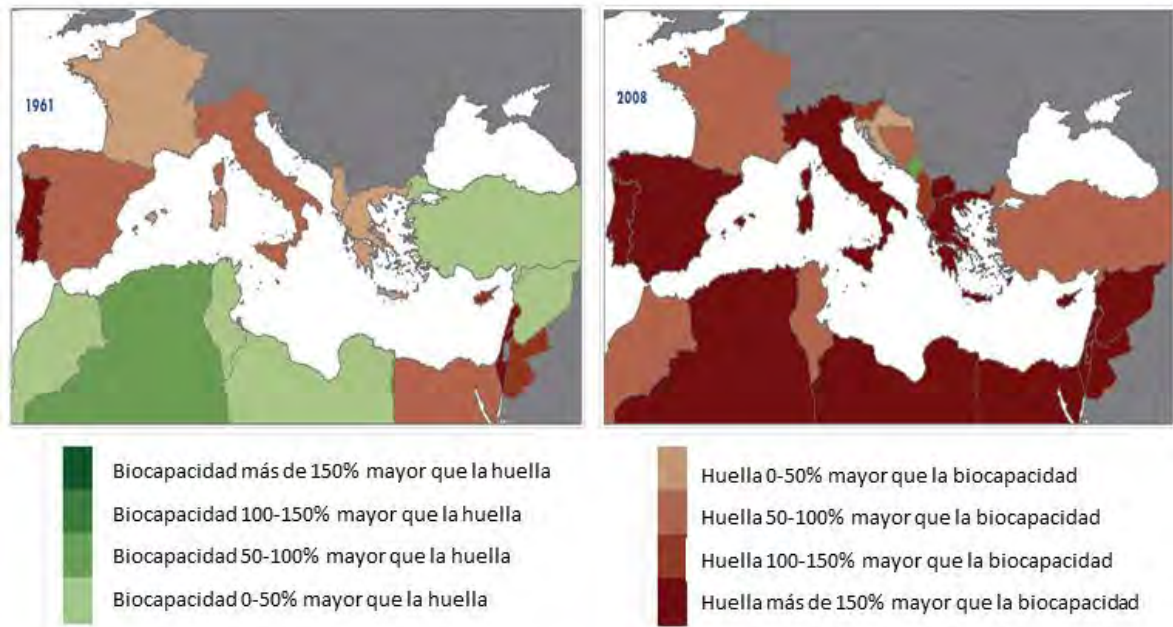 1961
2008
Biocapacidad más de 150% mayor que la huella
Biocapacidad 100-150% mayor que la huella
Biocapacidad 50-100% mayor que la huella
Biocapacidad 0-50% mayor que la huella
Huella 0-50% mayor que la biocapacidad
Huella 50-100% mayor que la biocapacidad
Huella 100-150% mayor que la biocapacidad
Huella más de 150% mayor que la biocapacidad